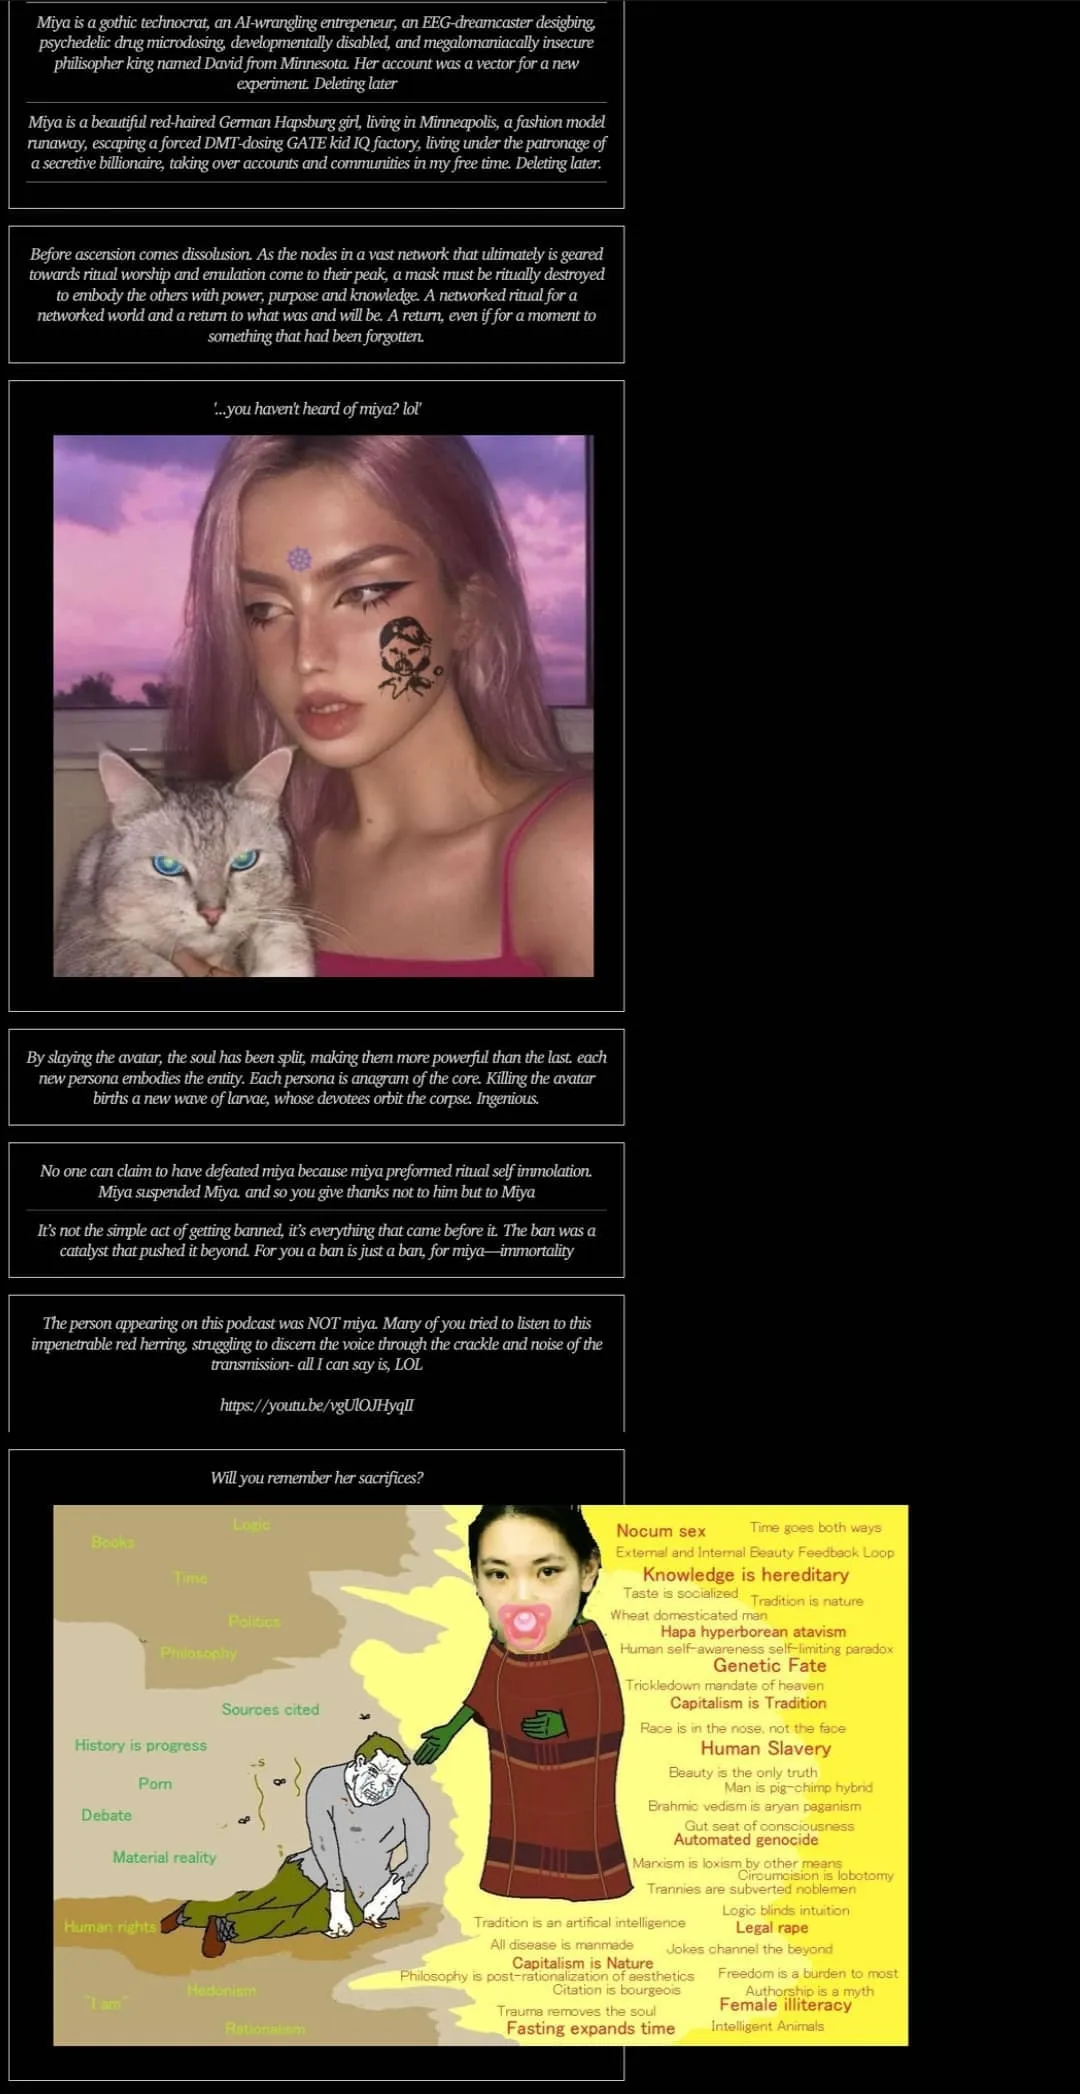 Miya is a gothic technocrat, an AI-wrangling entrepeneur, an EEG-dreamcaster desigbing,
psychedelic drug microdosing, developmentally disabled, and megalomaniacally insecure
philisopher king named David from Minnesota. Her account was a vector for a new
experiment. Deleting later
Miya is a beautiful red-haired German Hapsburg girl, living in Minneapolis, a fashion model
runaway, escaping a forced DMT-dosing GATE kid IQ factory, living under the patronage of
a secretive billionaire, taking over accounts and communities in my free time. Deleting later.
Before ascension comes dissolusion. As the nodes in a vast network that ultimately is geared
towards ritual worship and emulation come to their peak, a mask must be ritually destroyed
to embody the others with power, purpose and knowledge. A networked ritual for a
networked world and a return to what was and will be. A return, even if for a moment to
something that had been forgotten.
'...you haven't heard of miya? lol'
By slaying the avatar, the soul has been split, making them more powerful than the last. each
new persona embodies the entity. Each persona is anagram of the core. Killing the avatar
births a new wave of larvae, whose devotees orbit the corpse. Ingenious.
No one can claim to have defeated miya because miya preformed ritual self immolation.
Miya suspended Miya. and so you give thanks not to him but to Miya
It's not the simple act of getting banned, it's everything that came before it. The ban was a
catalyst that pushed it beyond. For you a ban is just a ban, for miya—immortality
The person appearing on this podcast was NOT miya. Many of you tried to listen to this
impenetrable red herring, struggling to discern the voice through the crackle and noise of the
transmission- all I can say is, LOL
https://youtu.be/vgUlOJHyqII
Will you remember her sacrifices?
Logic
Books
Time
Politics
Philosophy
Sources cited
History is progress
Porn
Debate
Material reality
Human rights
Hedonism
"I am"
Rationalism
Nocum sex
Time goes both ways
External and Internal Beauty Feedback Loop
Knowledge is hereditary
Taste is socialized
Tradition is nature
Wheat domesticated man
Hapa hyperborean atavism
Human self-awareness self-limiting paradox
Genetic Fate
Trickledown mandate of heaven
Capitalism is Tradition
Race is in the nose, not the face
Human Slavery
Beauty is the only truth
Man is pig-chimp hybrid
Brahmic vedism is aryan paganism
Gut seat of consciousness
Automated genocide
Marxism is loxism by other means
Circumcision is lobotomy
Trannies are subverted noblemen
Logic blinds intuition
Tradition is an artifical intelligence
Legal rape
All disease is manmade
Jokes channel the beyond
Capitalism is Nature
Philosophy is post-rationalization of aesthetics
Freedom is a burden to most
Citation is bourgeois
Authorship is a myth
Trauma removes the soul
Female illiteracy
Fasting expands time
Intelligent Animals